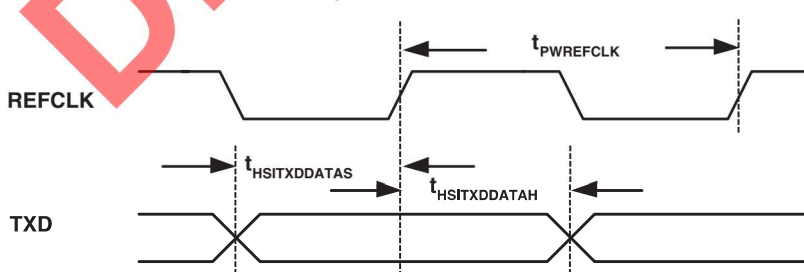 tPWREFCLK
REFCLK
tHSITXDDATAS
tHSITXDDATAH
TXD